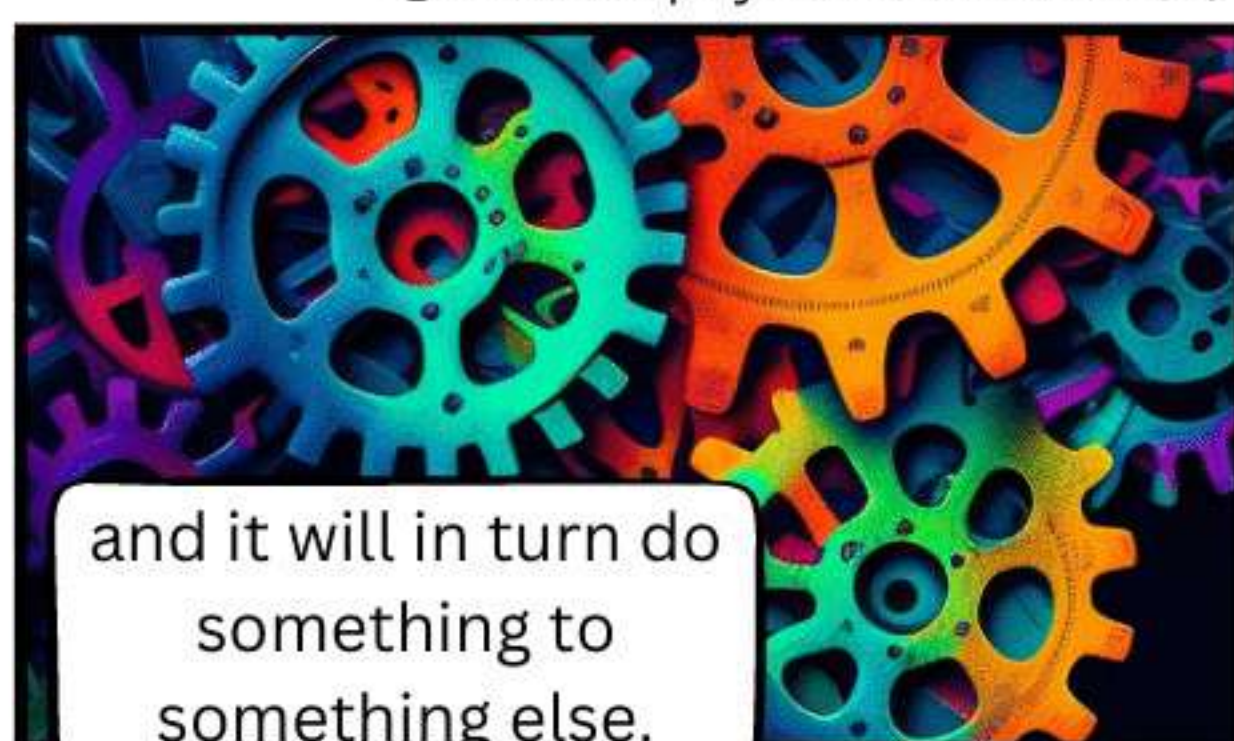 and it will in turn do
something to
something else.